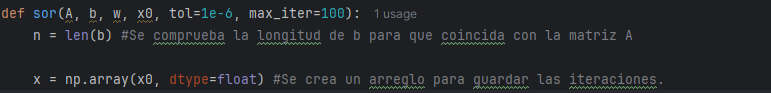 def sor(A, b, w, x0, tol=1e-6, max_iter=100): 1 usage
n = len(b) #Se comprueba la longitud de b para que coincida con la matriz A
x = np.array(x0, dtype=float) #Se crea un arreglo para guardar las iteraciones.